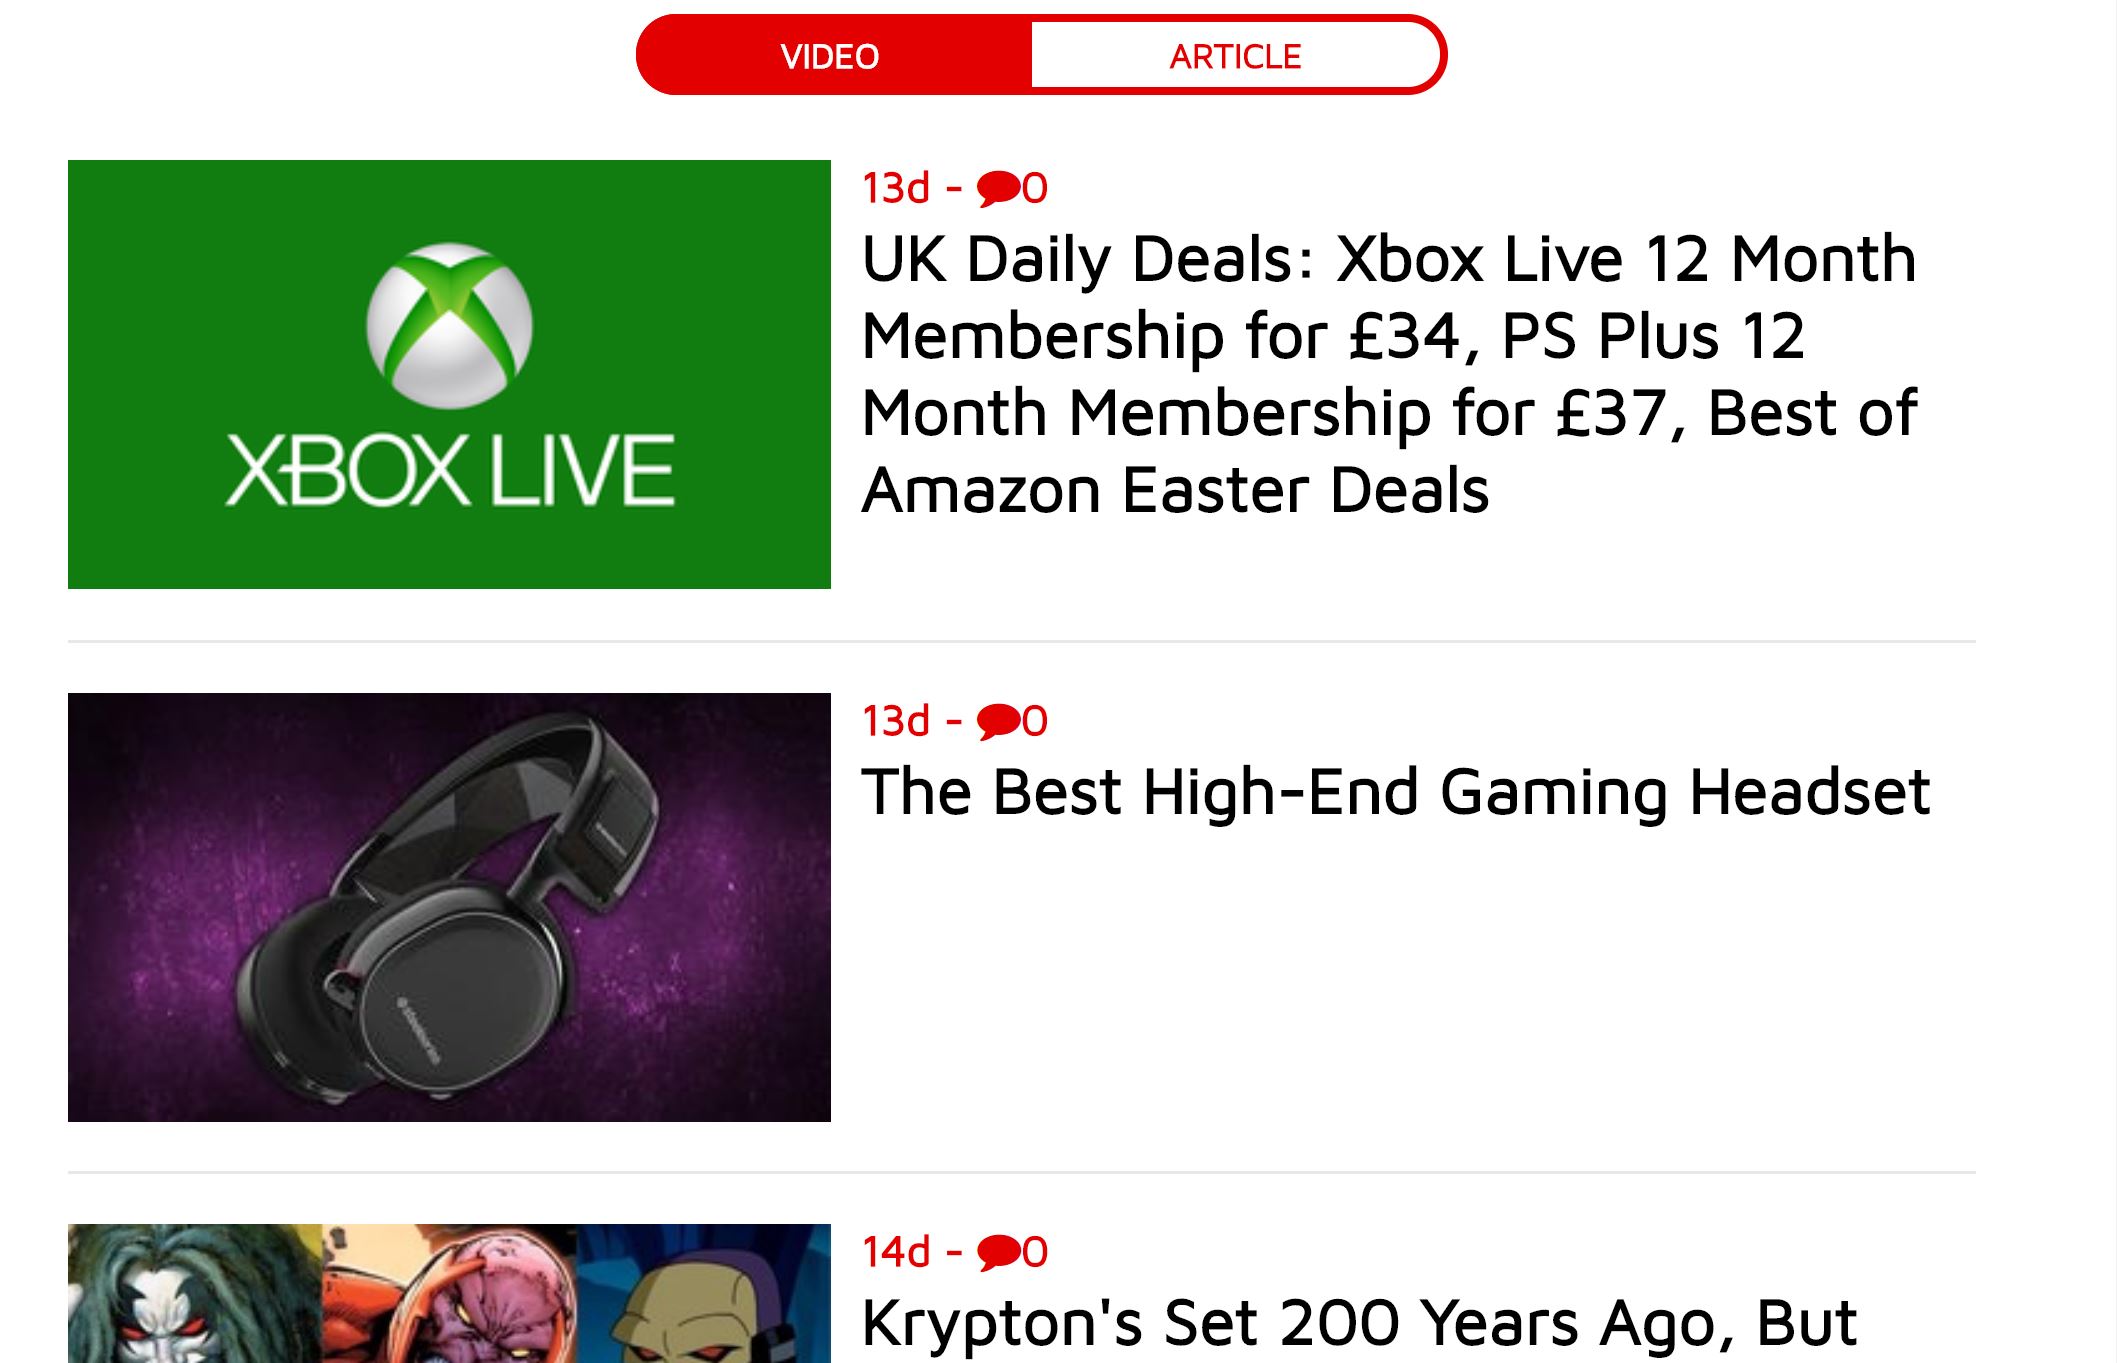 VIDEO
ARTICLE
XBOX LIVE
13d - 0
UK Daily Deals: Xbox Live 12 Month
Membership for £34, PS Plus 12
Month Membership for £37, Best of
Amazon Easter Deals
steelseries
13d - 0
The Best High-End Gaming Headset
14d - 0
Krypton's Set 200 Years Ago, But